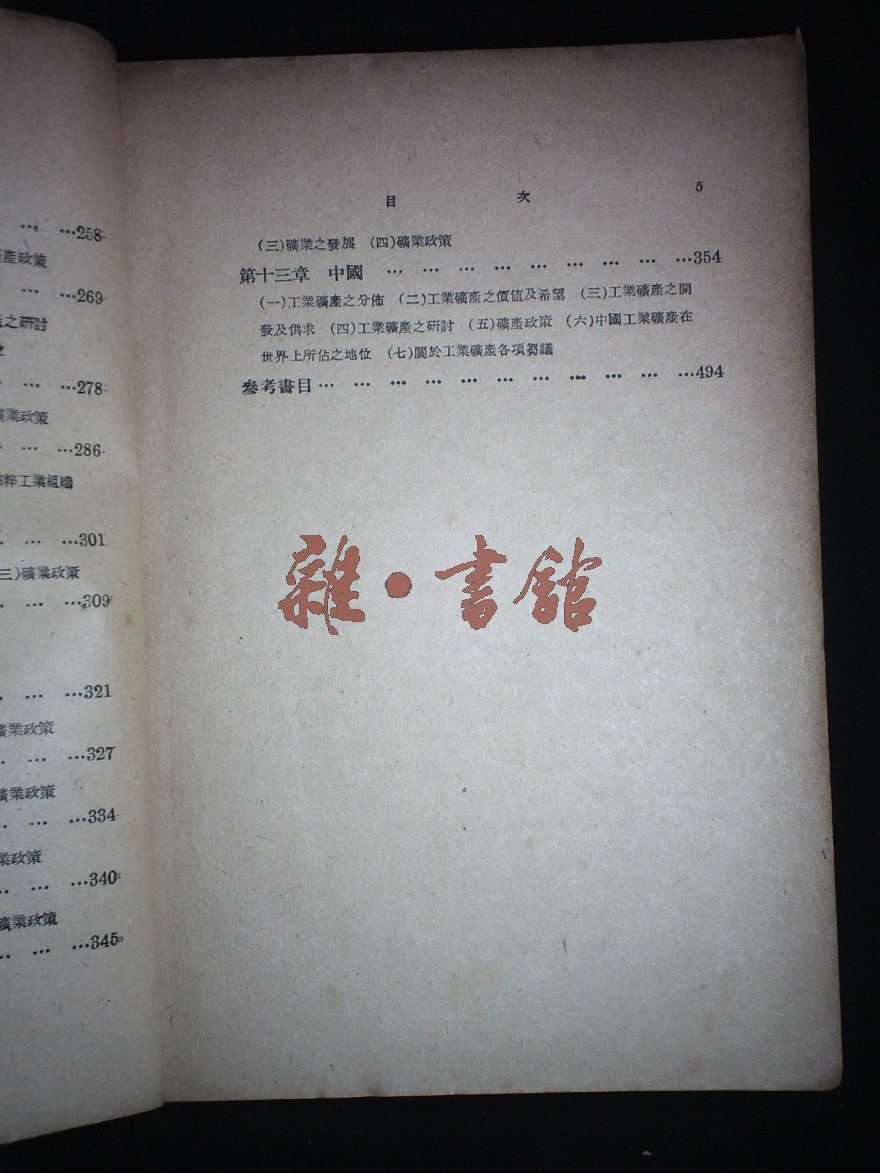 … …258
產政策
… …269
產之研討
… …278
礦業政策
… …286
粹工業組織
… …301
三)礦業政策
… …309
… …321
礦業政策
… …327
礦業政策
… …334
業政策
… …340
礦業政策
… …345
目 次 5
(三)礦業之發展 (四)礦業政策
第十三章 中國 … … … … … … … … …354
(一)工業礦產之分佈 (二)工業礦產之價值及希望 (三)工業礦產之開
發及供求 (四)工業礦產之研討 (五)礦產政策 (六)中國工業礦產在
世界上所佔之地位 (七)關於工業礦產各項芻議
參考書目… … … … … … … … … … …494
雜•書館